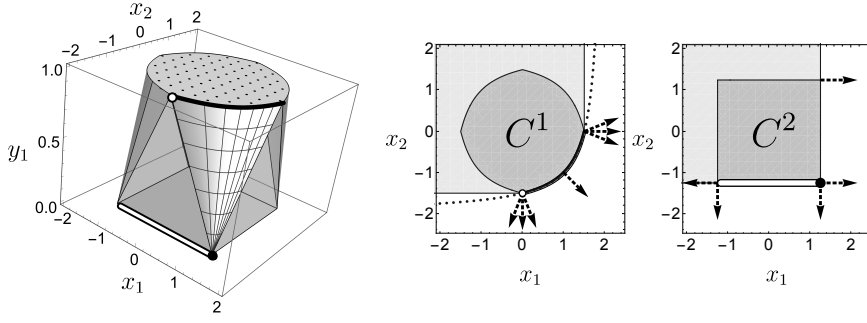 x₂
−2 −1 0 1 2
1.0
y₁ 0.5
0.0
−2 −1 0 1 2
x₁
2
1
x₂ 0
−1
−2
C¹
−2 −1 0 1 2
x₁
2
1
x₂ 0
−1
−2
C²
−2 −1 0 1 2
x₁